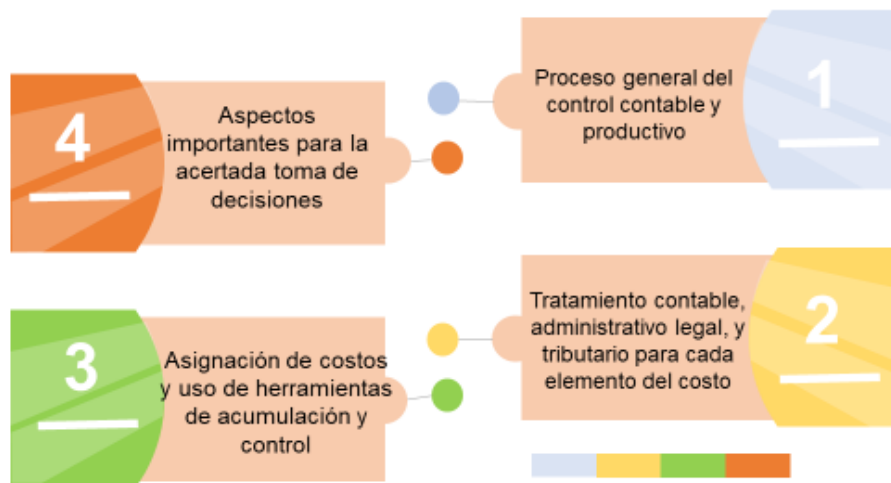 1
Proceso general del
control contable y
productivo
2
Tratamiento contable,
administrativo legal, y
tributario para cada
elemento del costo
3
Asignación de costos
y uso de herramientas
de acumulación y
control
4
Aspectos
importantes para la
acertada toma de
decisiones